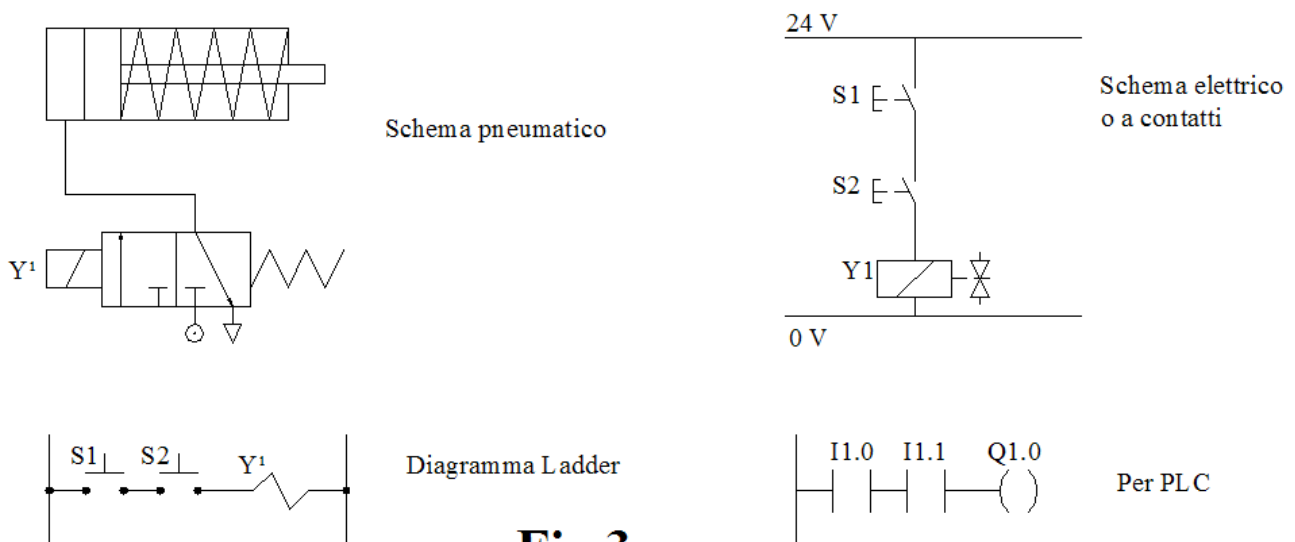 24 V
S1
Schema elettrico
o a contatti
Schema pneumatico
S2
Y¹
Y1
0 V
S1 S2 Y¹
Diagramma Ladder
I1.0 I1.1 Q1.0
Per PLC